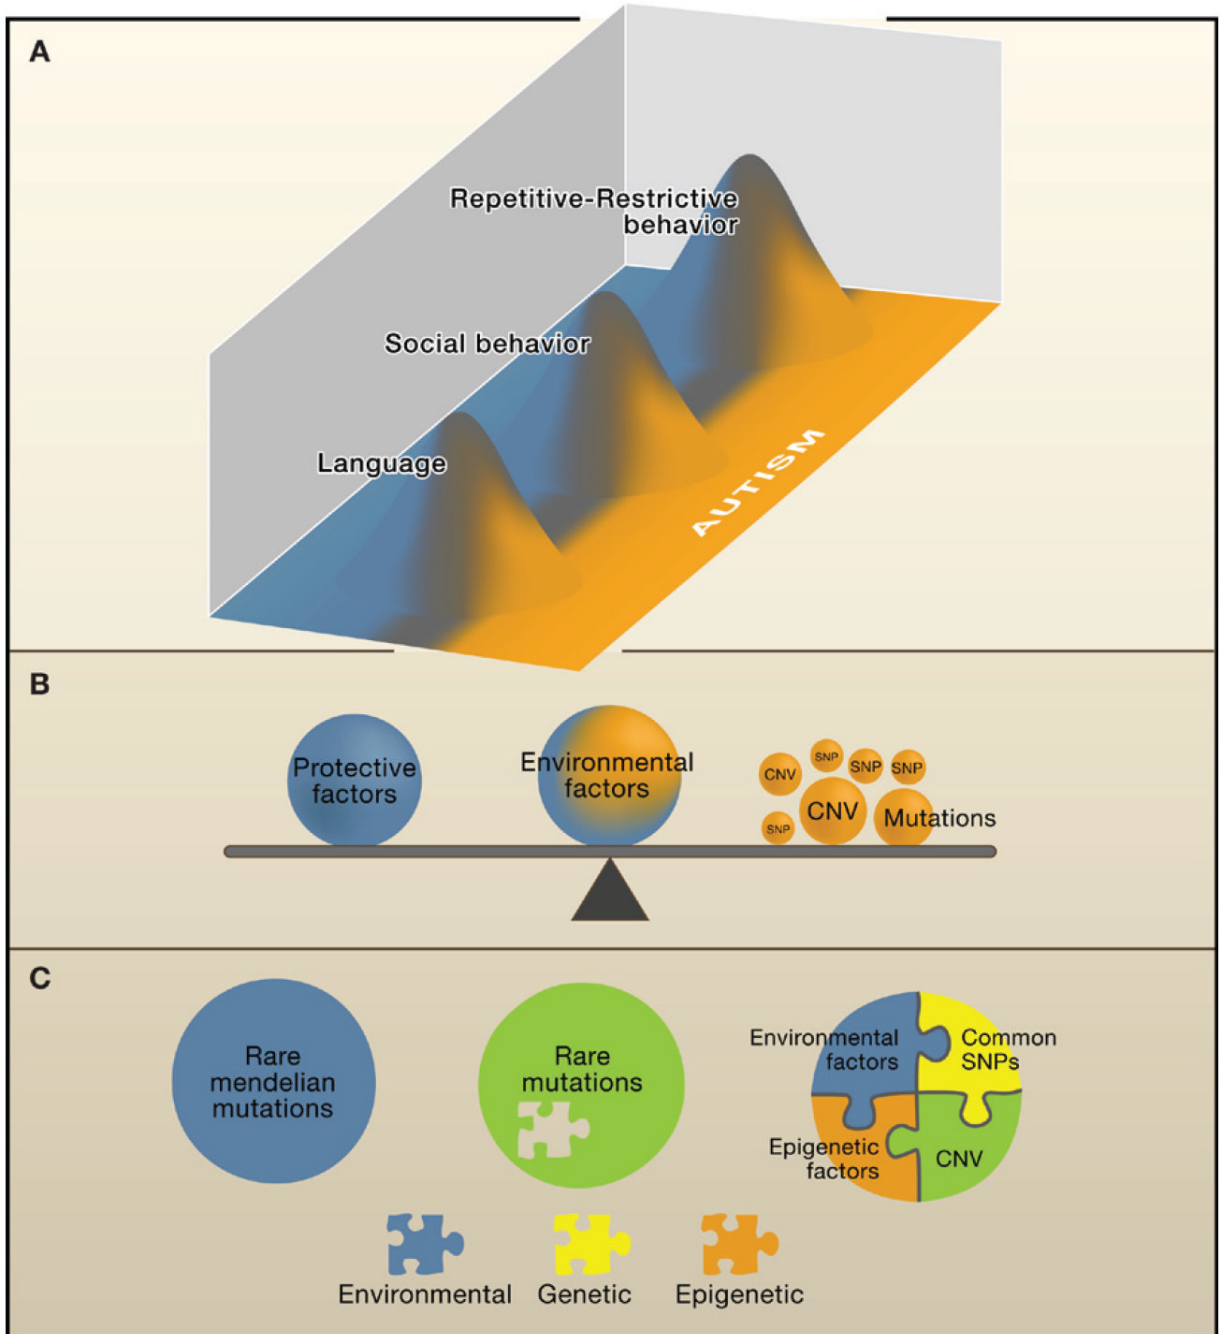 A
Repetitive-Restrictive
behavior
Social behavior
Language
AUTISM
B
Protective
factors
Environmental
factors
CNV
SNP
SNP
SNP
SNP
CNV
Mutations
C
Rare
mendelian
mutations
Rare
mutations
Environmental
factors
Common
SNPs
Epigenetic
factors
CNV
Environmental
Genetic
Epigenetic